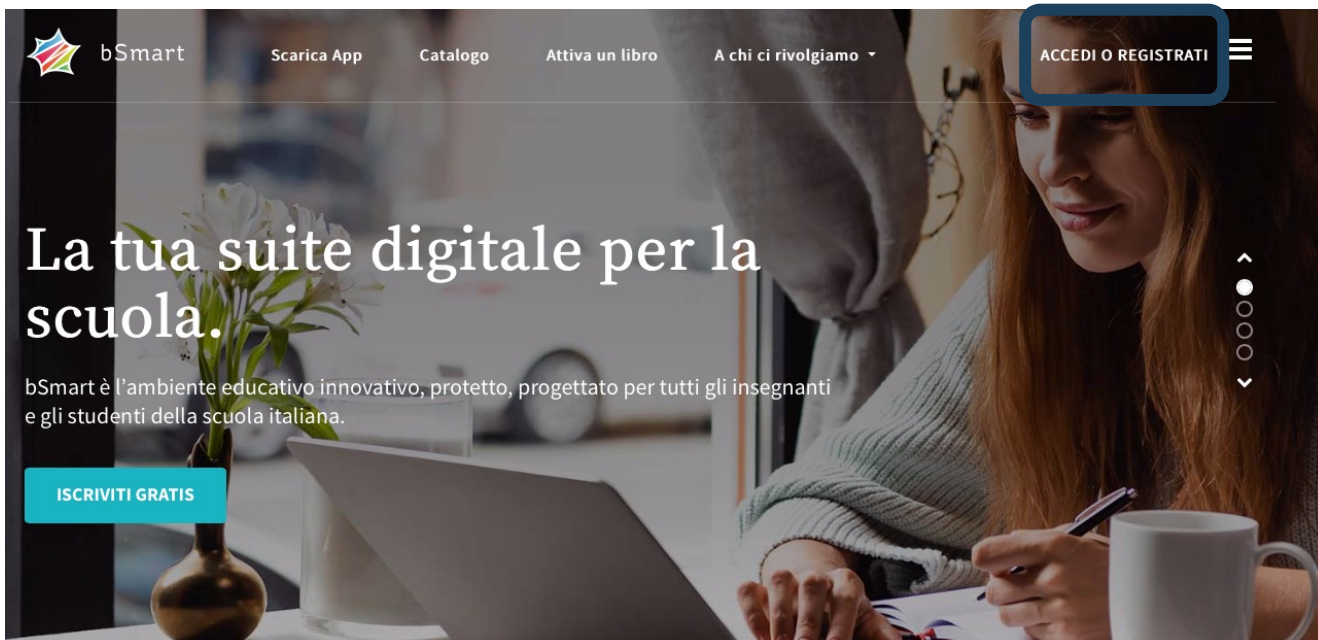 bSmart
Scarica App
Catalogo
Attiva un libro
A chi ci rivolgiamo
ACCEDI O REGISTRATI
La tua suite digitale per la
scuola.
bSmart è l'ambiente educativo innovativo, protetto, progettato per tutti gli insegnanti
e gli studenti della scuola italiana.
ISCRIVITI GRATIS